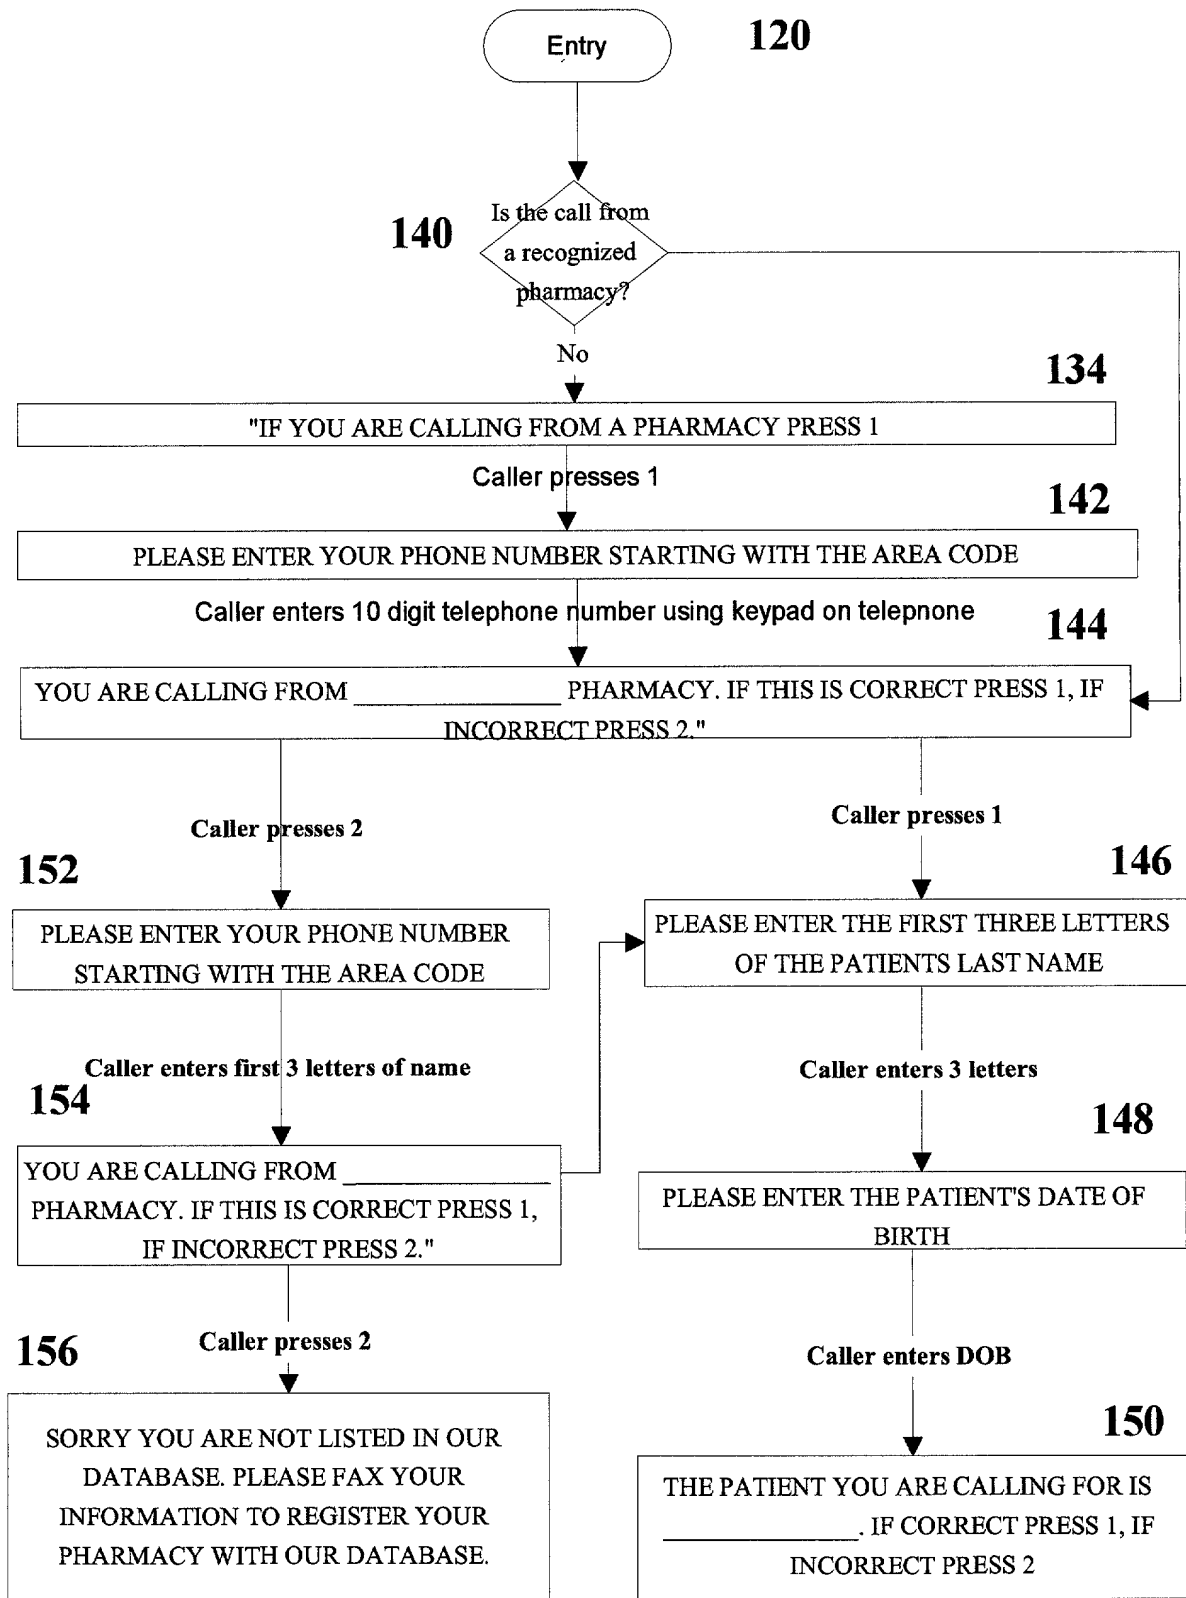 Entry
120
140
Is the call from
a recognized
pharmacy?
No
134
"IF YOU ARE CALLING FROM A PHARMACY PRESS 1
Caller presses 1
142
PLEASE ENTER YOUR PHONE NUMBER STARTING WITH THE AREA CODE
Caller enters 10 digit telephone number using keypad on telepnone
144
YOU ARE CALLING FROM _________________ PHARMACY. IF THIS IS CORRECT PRESS 1, IF
INCORRECT PRESS 2."
Caller presses 2
Caller presses 1
152
146
PLEASE ENTER YOUR PHONE NUMBER
STARTING WITH THE AREA CODE
PLEASE ENTER THE FIRST THREE LETTERS
OF THE PATIENTS LAST NAME
Caller enters first 3 letters of name
Caller enters 3 letters
154
148
YOU ARE CALLING FROM _________________
PHARMACY. IF THIS IS CORRECT PRESS 1,
IF INCORRECT PRESS 2."
PLEASE ENTER THE PATIENT'S DATE OF
BIRTH
Caller presses 2
Caller enters DOB
156
150
SORRY YOU ARE NOT LISTED IN OUR
DATABASE. PLEASE FAX YOUR
INFORMATION TO REGISTER YOUR
PHARMACY WITH OUR DATABASE.
THE PATIENT YOU ARE CALLING FOR IS
________________. IF CORRECT PRESS 1, IF
INCORRECT PRESS 2